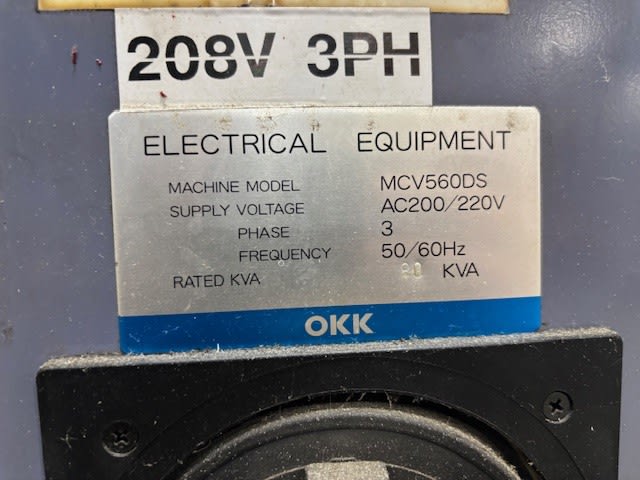 208V 3PH
ELECTRICAL EQUIPMENT
MACHINE MODEL MCV560DS
SUPPLY VOLTAGE AC200/220V
PHASE 3
FREQUENCY 50/60Hz
RATED KVA KVA
OKK